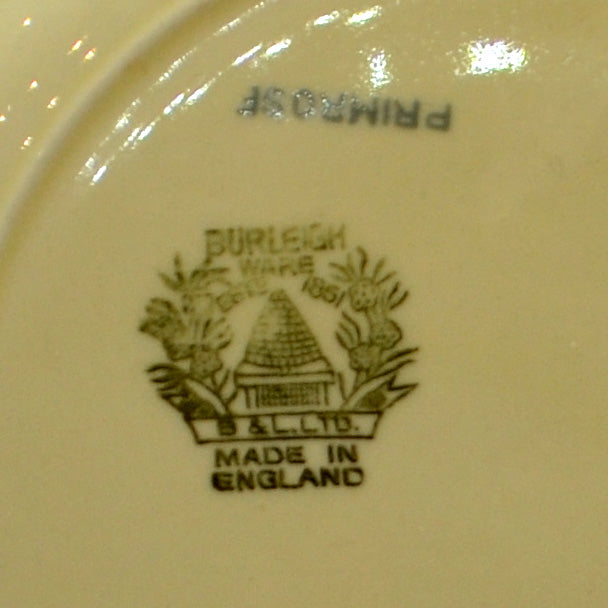 PRIMROSE
BURLEIGH
WARE
ESTD 1851
B & L. LTD.
MADE IN
ENGLAND